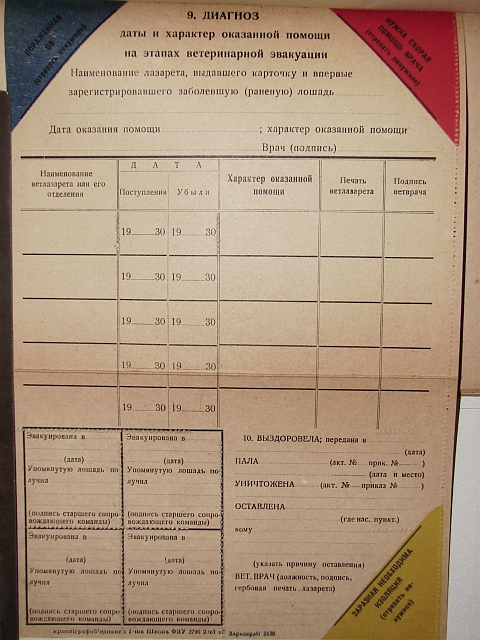 9. ДИАГНОЗ
даты и характер оказанной помощи
на этапах ветеринарной эвакуации
Наименование лазарета, выдавшего карточку и впервые
зарегистрировавшего заболевшую (раненую) лошадь
Дата оказания помощи ; характер оказанной помощи
Врач (подпись)
НУЖНА СКОРАЯ
ПОМОЩЬ ВРАЧА
(отрезать ненужное)
Наименование
ветлазарета или его
отделения
ДАТА
Поступления
Убыли
Характер оказанной
помощи
Печать
ветлазарета
Подпись
ветврача
19 30 19 30
19 30 19 30
19 30 19 30
19 30 19 30
19 30 19 30
Эвакуирована в
(дата)
Упомянутую лошадь по-
лучил
(подпись старшего сопро-
вождающего команды)
Эвакуирована в
(дата)
Упомянутую лошадь по-
лучил
(подпись старшего сопро-
вождающего команды)
Эвакуирована в
(дата)
Упомянутую лошадь по-
лучил
(подпись старшего сопро-
вождающего команды)
Эвакуирована в
(дата)
Упомянутую лошадь по-
лучил
(подпись старшего сопро-
вождающего команды)
10. ВЫЗДОРОВЕЛА; передана в
(дата)
ПАЛА (акт. № прик. № )
(дата и место)
УНИЧТОЖЕНА (акт. № приказ № )
ОСТАВЛЕНА
(где нас. пункт.)
кому
(указать причину оставления)
ВЕТ. ВРАЧ (должность, подпись,
гербовая печать лазарета)
ЗАРАЗНАЯ НЕОБХОДИМА
ИЗОЛЯЦИЯ
(отрезать не-
нужное)